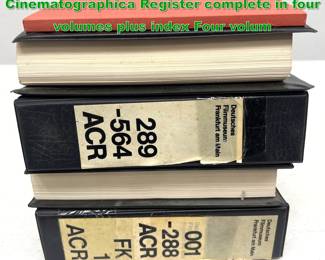 Cinematographica Register complete in four
volumes plus index Four volum
289
-564
ACR
Deutsches
Filmmuseum
Frankfurt am Main
001
-288
ACR
FK
1
Deutsches
Filmmuseum
Frankfurt am Main